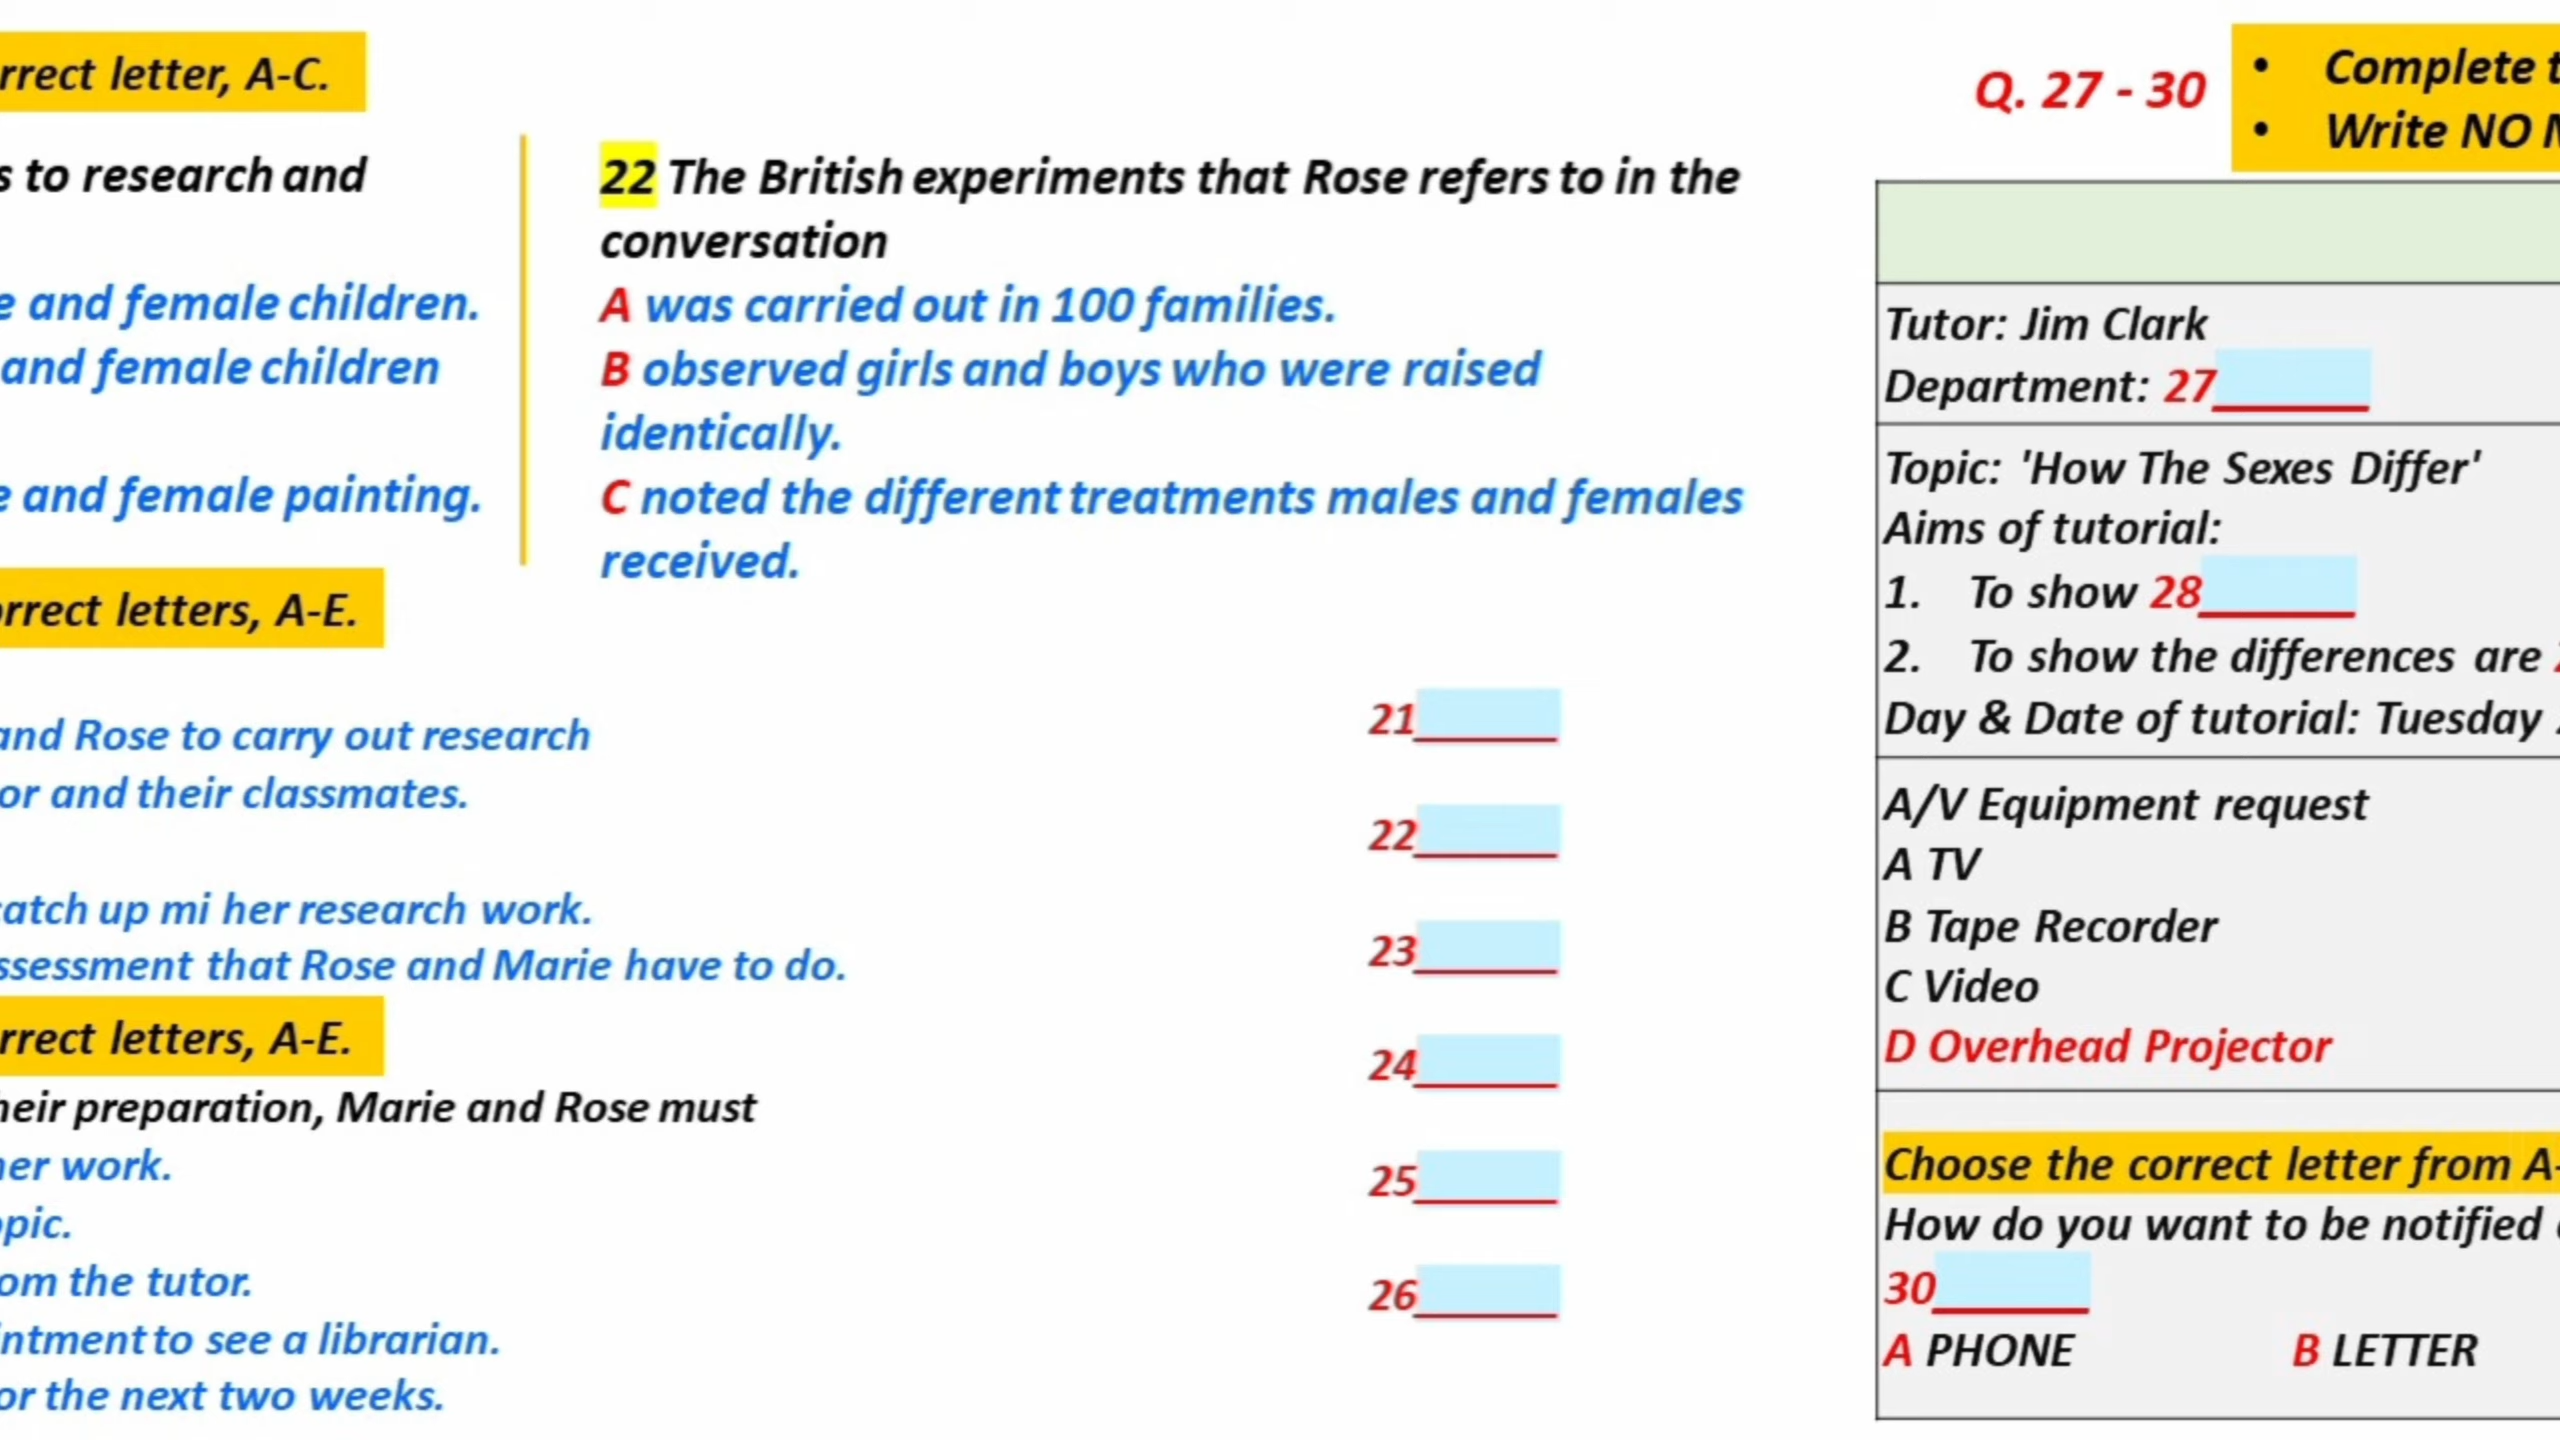 rrect letter, A-C.
s to research and
e and female children.
and female children
e and female painting.
22 The British experiments that Rose refers to in the
conversation
A was carried out in 100 families.
B observed girls and boys who were raised
identically.
C noted the different treatments males and females
received.
rrect letters, A-E.
and Rose to carry out research
or and their classmates.
catch up mi her research work.
ssessment that Rose and Marie have to do.
rrect letters, A-E.
heir preparation, Marie and Rose must
her work.
opic.
om the tutor.
intment to see a librarian.
or the next two weeks.
21
22
23
24
25
26
Q. 27 - 30
• Complete t
• Write NO M
Tutor: Jim Clark
Department: 27
Topic: 'How The Sexes Differ'
Aims of tutorial:
1. To show 28
2. To show the differences are
Day & Date of tutorial: Tuesday
A/V Equipment request
A TV
B Tape Recorder
C Video
D Overhead Projector
Choose the correct letter from A-
How do you want to be notified
30
A PHONE B LETTER